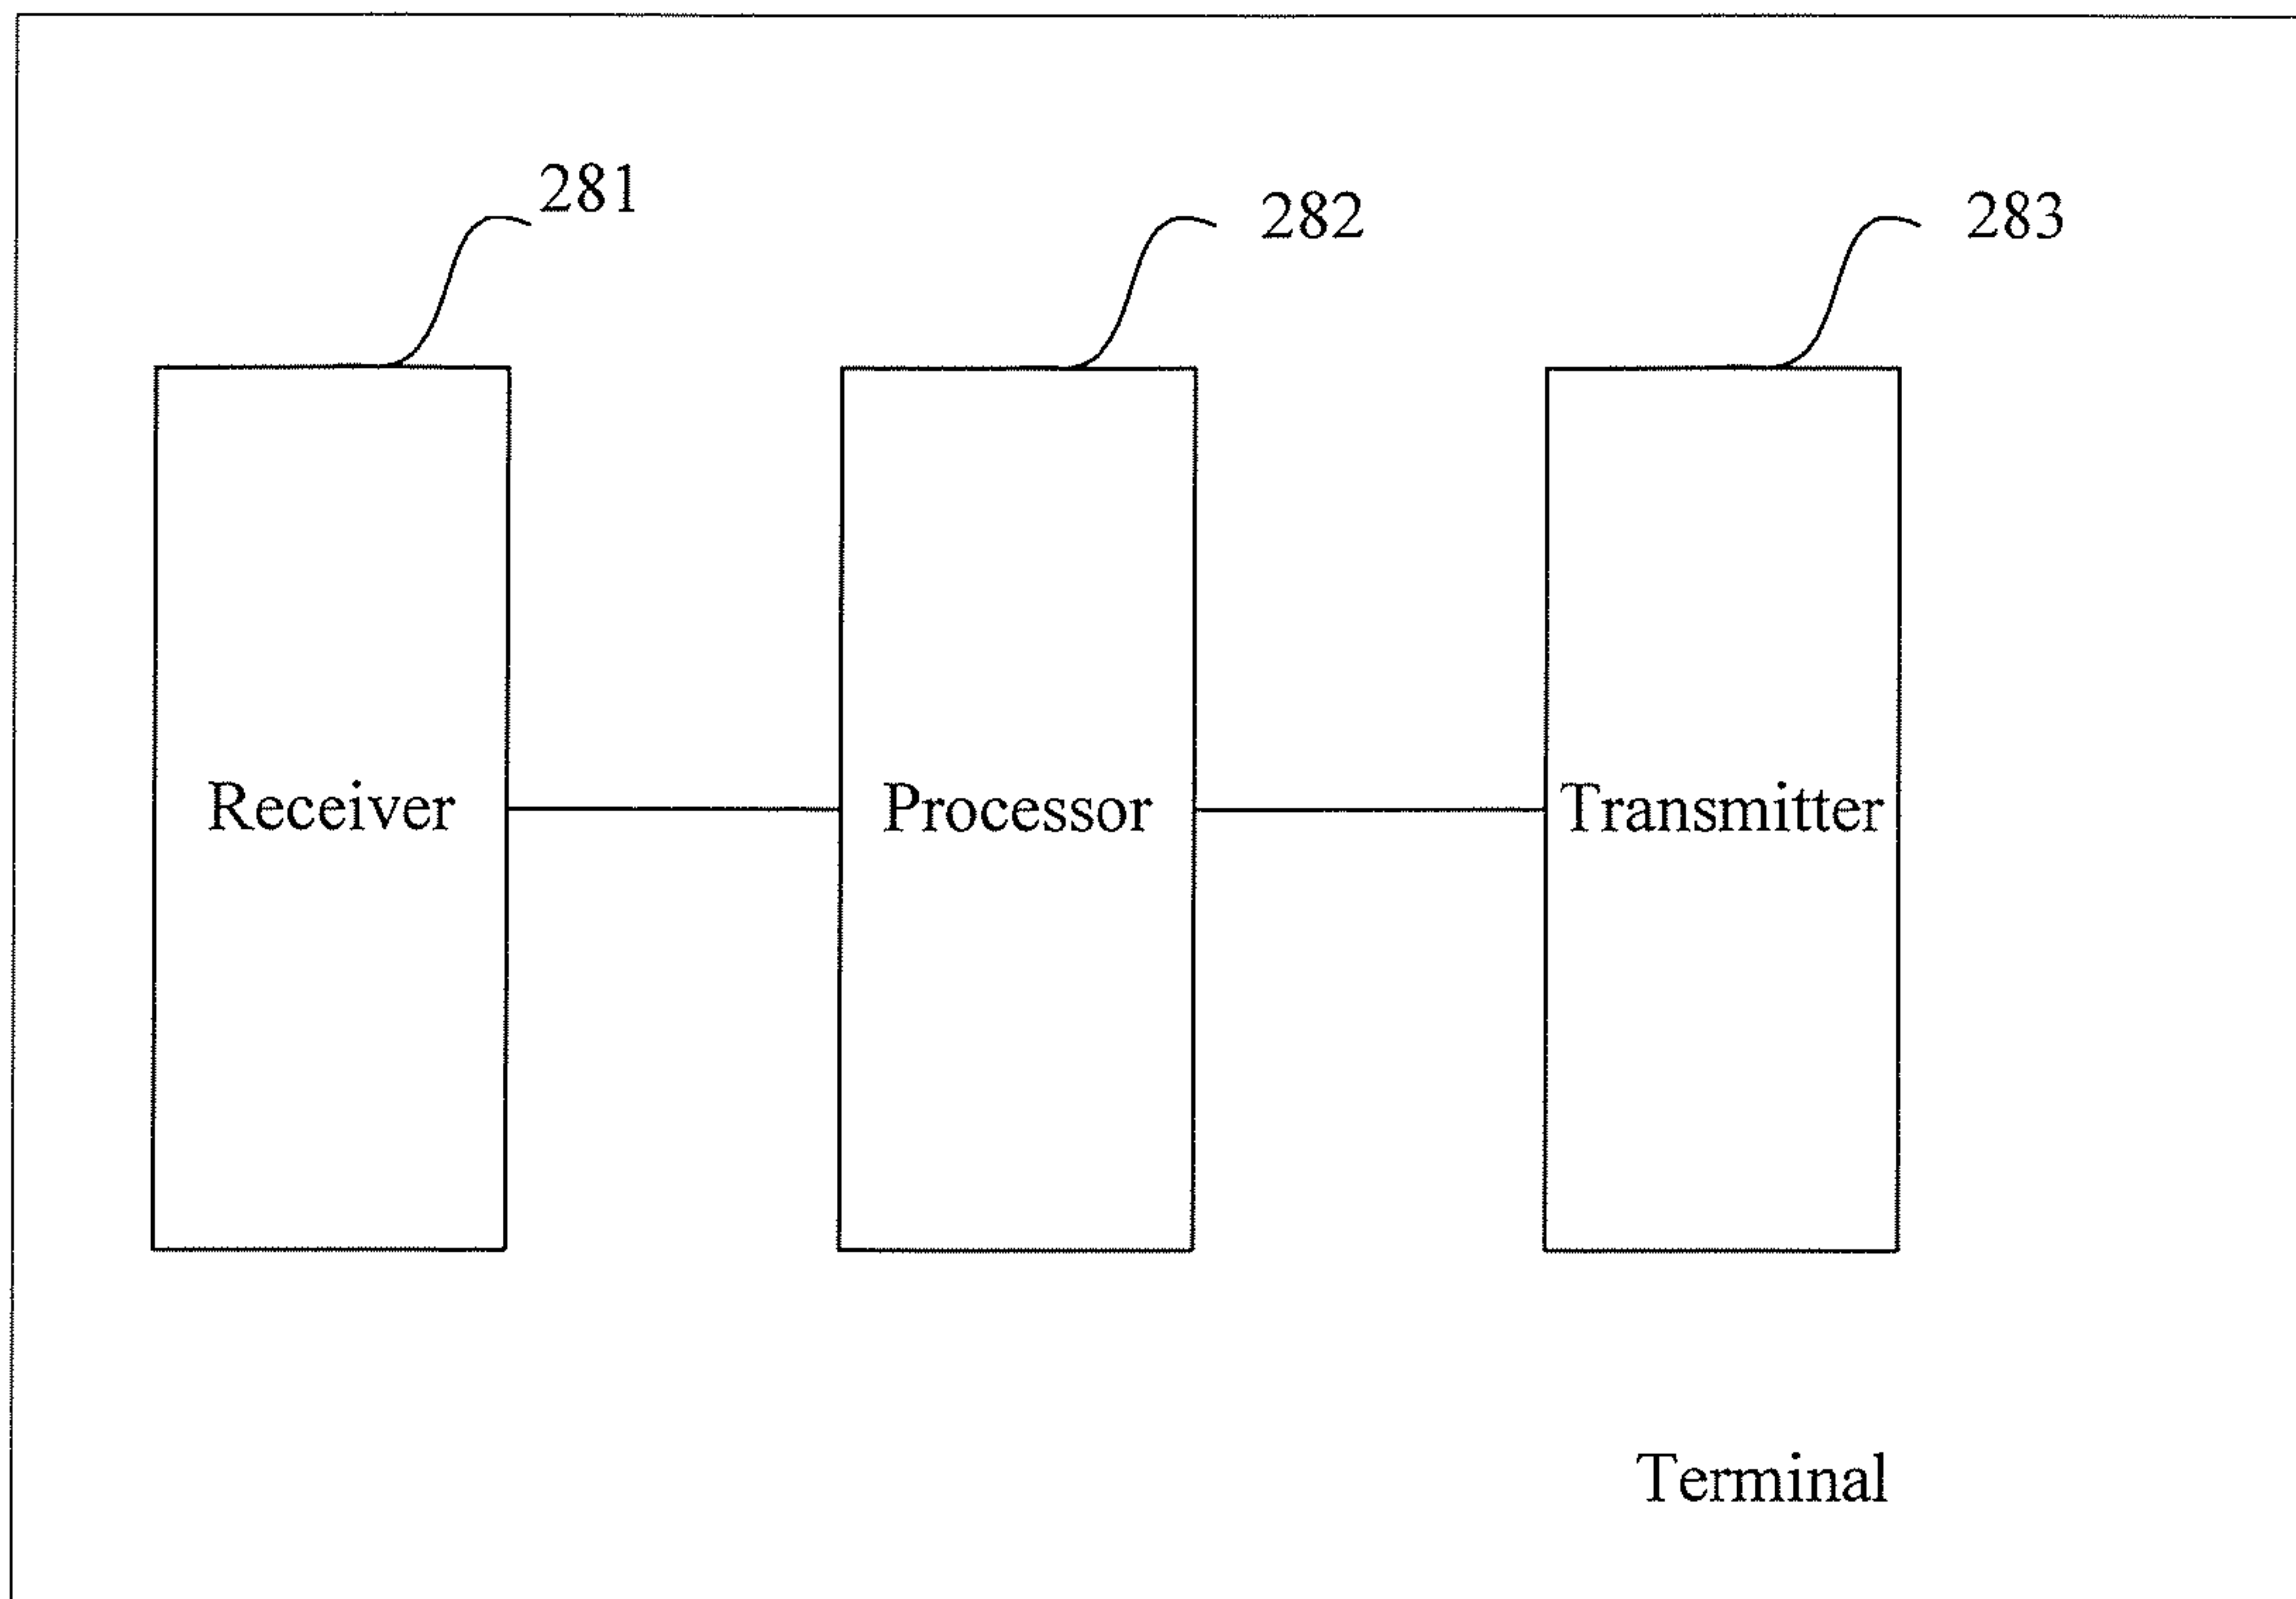 281
282
283
Receiver
Processor
Transmitter
Terminal